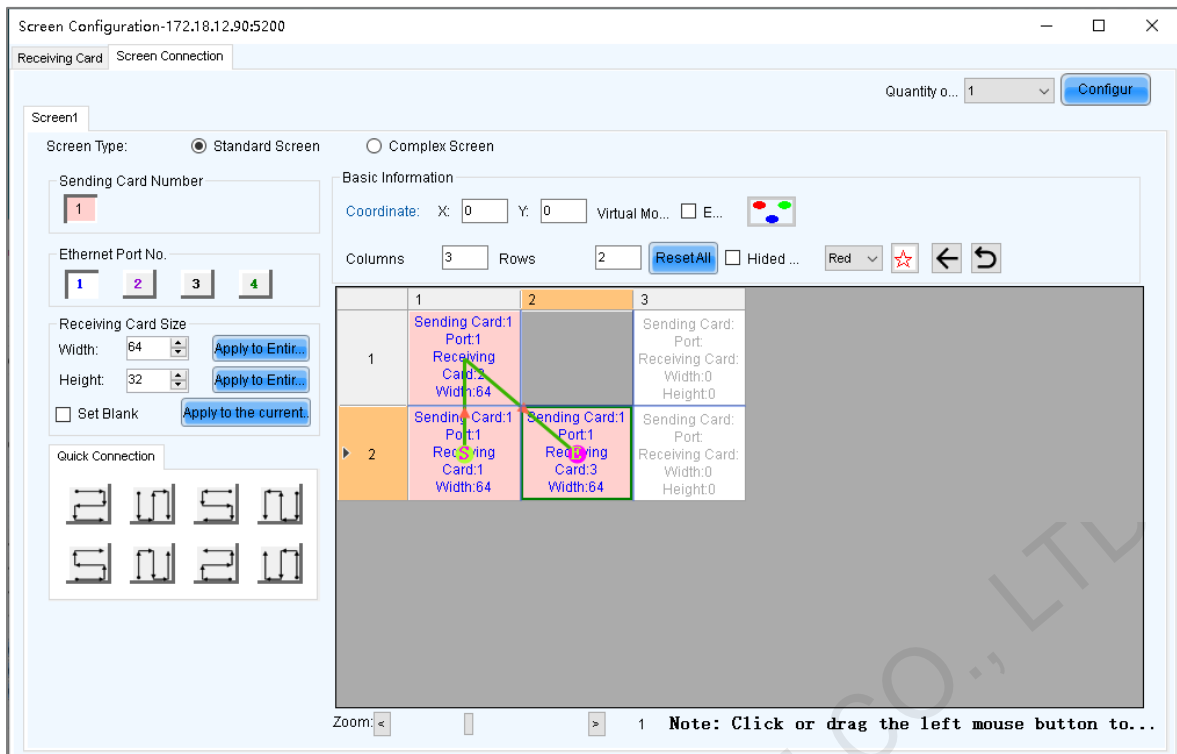 Screen Configuration-172.18.12.90:5200
Receiving Card Screen Connection
Quantity o... 1 Configur
Screen1
Screen Type: Standard Screen Complex Screen
Sending Card Number
1
Basic Information
Coordinate: X: 0 Y: 0 Virtual Mo... E...
Columns 3 Rows 2 ResetAll Hided ... Red
Ethernet Port No.
1 2 3 4
Receiving Card Size
Width: 64 Apply to Entir...
Height: 32 Apply to Entir...
Set Blank Apply to the current..
Quick Connection
1 2 3
1
Sending Card:1
Port:1
Receiving
Card:2
Width:64
Sending Card:
Port:
Receiving Card:
Width:0
Height:0
2
Sending Card:1
Port:1
Receiving
Card:1
Width:64
S
Sending Card:1
Port:1
Receiving
Card:3
Width:64
E
Sending Card:
Port:
Receiving Card:
Width:0
Height:0
Zoom: < > 1 Note: Click or drag the left mouse button to...
CO., LTD